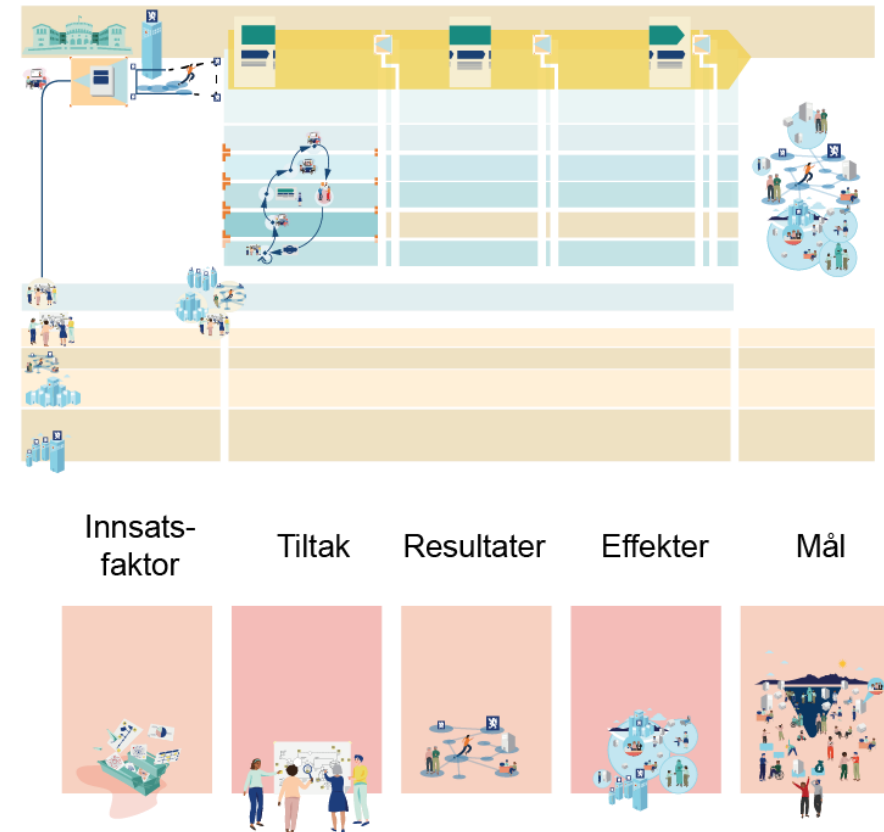 Innsats-
faktor
Tiltak
Resultater
Effekter
Mål